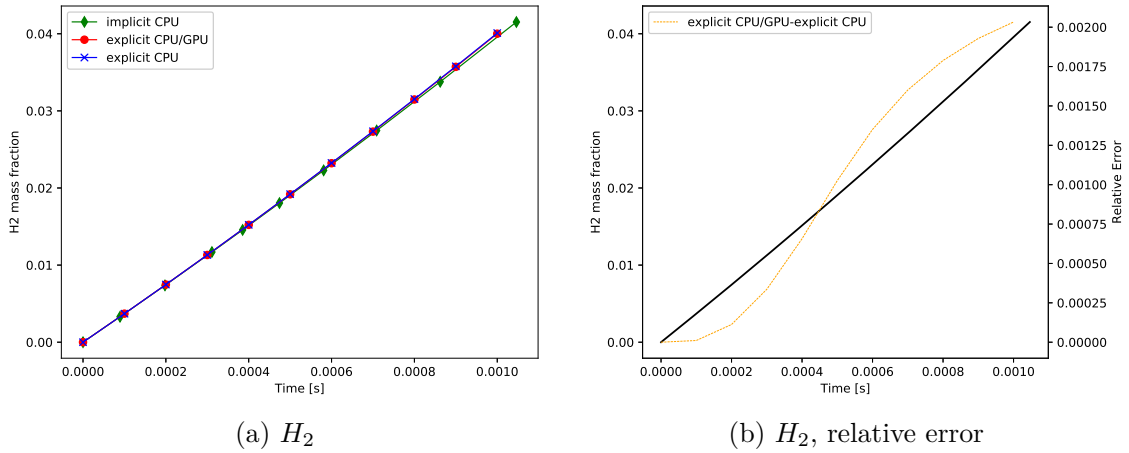 implicit CPU
explicit CPU/GPU
explicit CPU
0.04
0.03
0.02
0.01
0.00
H2 mass fraction
0.0000 0.0002 0.0004 0.0006 0.0008 0.0010
Time [s]
(a) H2
explicit CPU/GPU-explicit CPU
0.04
0.03
0.02
0.01
0.00
H2 mass fraction
0.00200
0.00175
0.00150
0.00125
0.00100
0.00075
0.00050
0.00025
0.00000
Relative Error
0.0000 0.0002 0.0004 0.0006 0.0008 0.0010
Time [s]
(b) H2, relative error